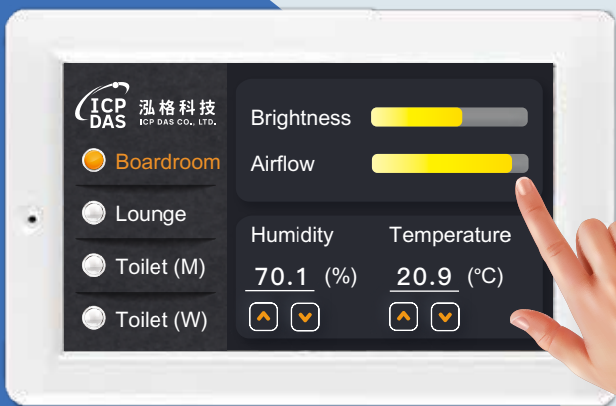 ICP
DAS
泓格科技
ICP DAS CO., LTD.
Boardroom
Lounge
Toilet (M)
Toilet (W)
Brightness
Airflow
Humidity
70.1 (%)
Temperature
20.9 (°C)